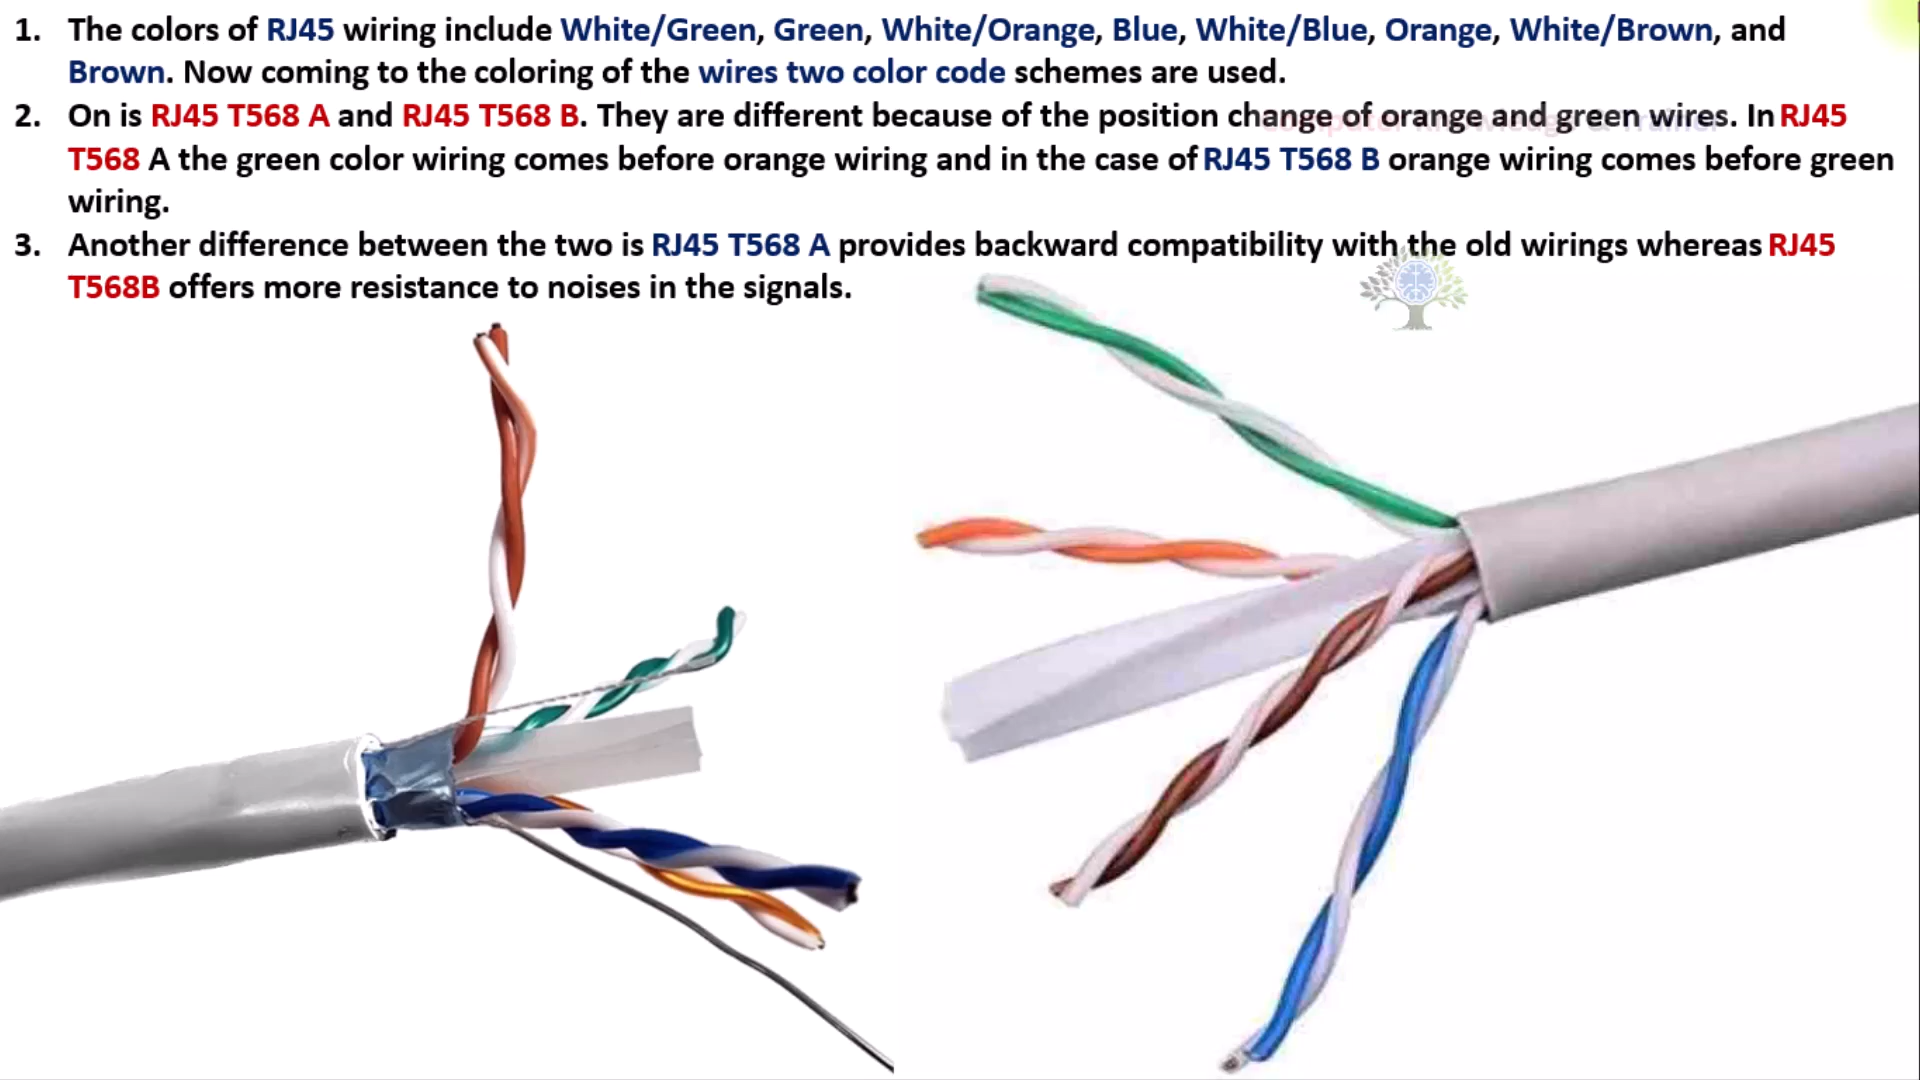 1. The colors of RJ45 wiring include White/Green, Green, White/Orange, Blue, White/Blue, Orange, White/Brown, and
Brown. Now coming to the coloring of the wires two color code schemes are used.
2. On is RJ45 T568 A and RJ45 T568 B. They are different because of the position change of orange and green wires. In RJ45
T568 A the green color wiring comes before orange wiring and in the case of RJ45 T568 B orange wiring comes before green
wiring.
3. Another difference between the two is RJ45 T568 A provides backward compatibility with the old wirings whereas RJ45
T568B offers more resistance to noises in the signals.